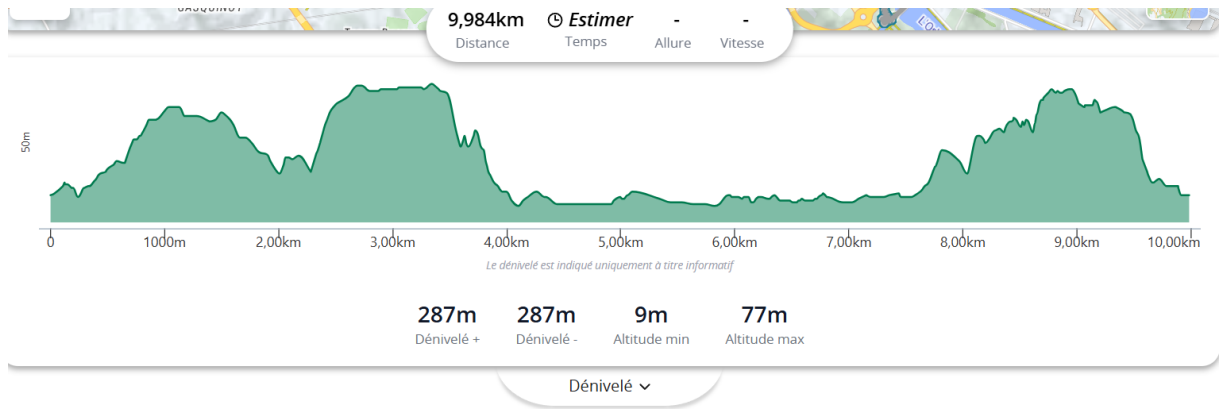 GASQUINOT
L'Or
9,984km Estimer - -
Distance Temps Allure Vitesse
50m
0 1000m 2,00km 3,00km 4,00km 5,00km 6,00km 7,00km 8,00km 9,00km 10,00km
Le dénivelé est indiqué uniquement à titre informatif
287m 287m 9m 77m
Dénivelé + Dénivelé - Altitude min Altitude max
Dénivelé